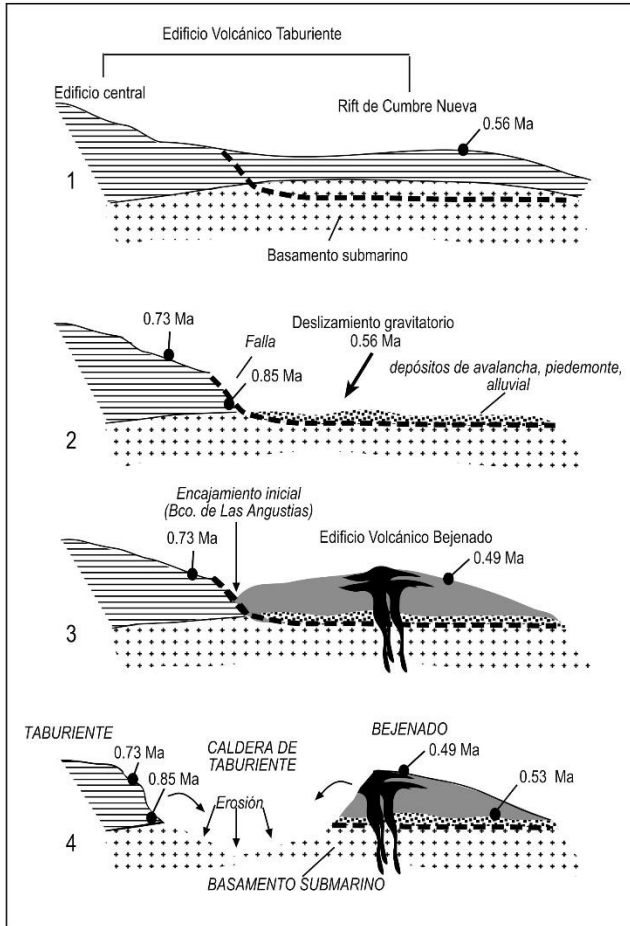 Edificio Volcánico Taburiente
Edificio central
Rift de Cumbre Nueva
0.56 Ma
1
Basamento submarino
0.73 Ma
Falla
Deslizamiento gravitatorio
0.56 Ma
0.85 Ma
depósitos de avalancha, piedemonte,
alluvial
2
Encajamiento inicial
(Bco. de Las Angustias)
0.73 Ma
Edificio Volcánico Bejenado
0.49 Ma
3
TABURIENTE
0.73 Ma
0.85 Ma
CALDERA DE
TABURIENTE
Erosión
BEJENADO
0.49 Ma
0.53 Ma
4
BASAMENTO SUBMARINO